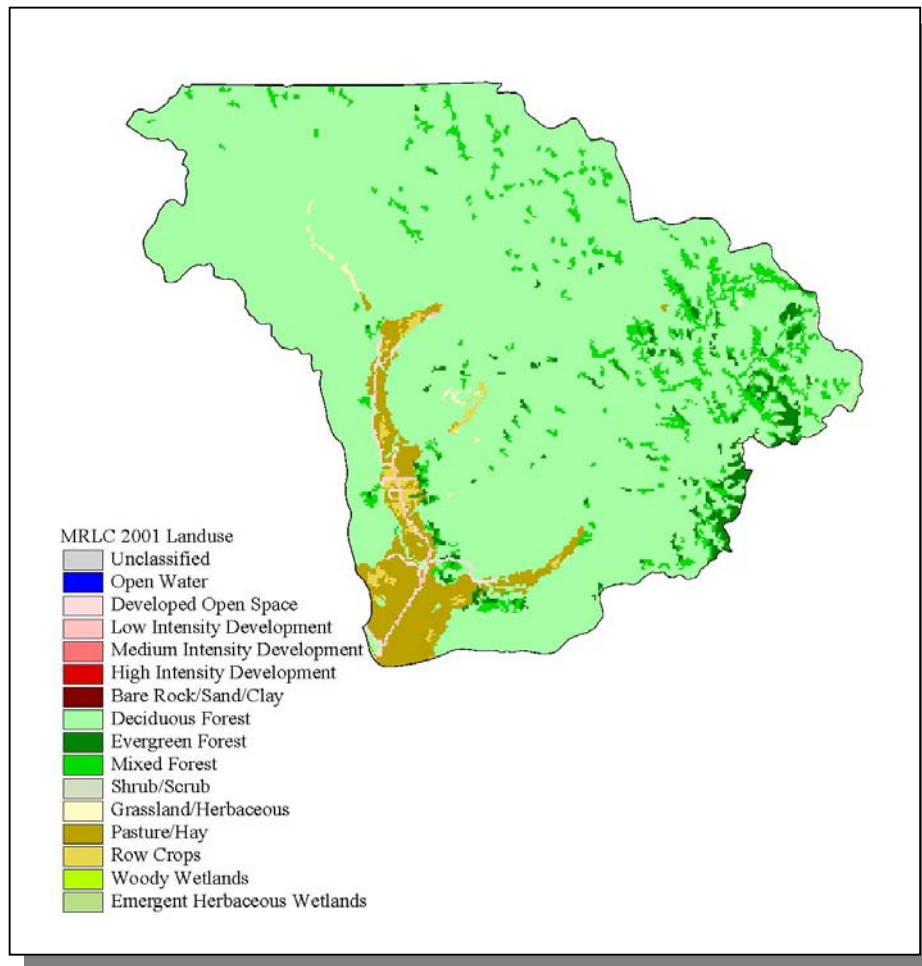 MRLC 2001 Landuse
Unclassified
Open Water
Developed Open Space
Low Intensity Development
Medium Intensity Development
High Intensity Development
Bare Rock/Sand/Clay
Deciduous Forest
Evergreen Forest
Mixed Forest
Shrub/Scrub
Grassland/Herbaceous
Pasture/Hay
Row Crops
Woody Wetlands
Emergent Herbaceous Wetlands